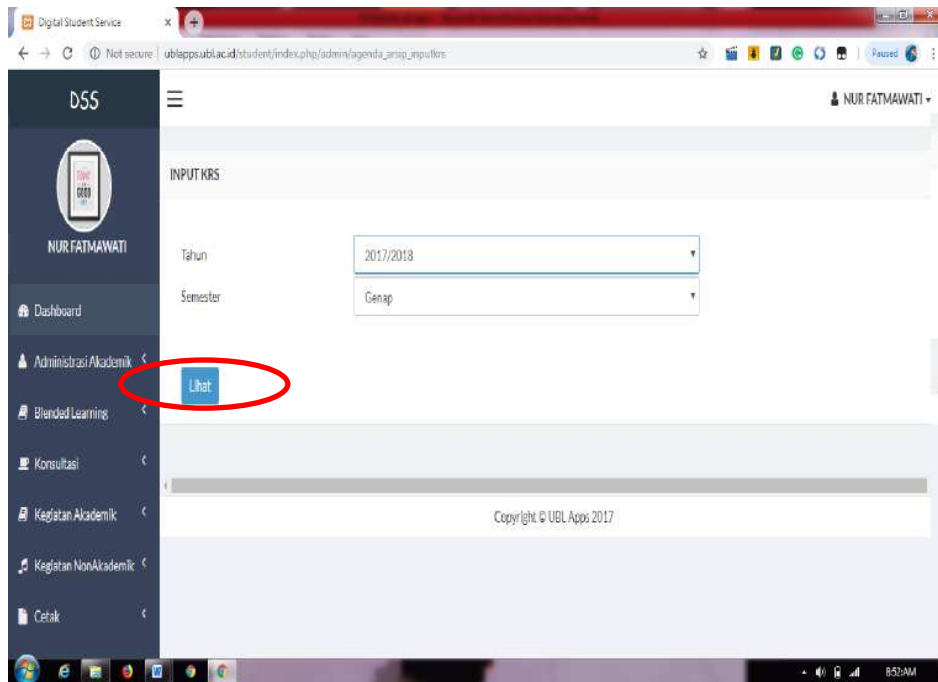 Digital Student Service
Not secure | ublapps.ubl.ac.id/student/index.php/admin/agenda_arsip_inputkrs
Paused
DSS
NUR FATMAWATI
INPUT KRS
NUR FATMAWATI
Tahun
2017/2018
Semester
Genap
Dashboard
Administrasi Akademik
Lihat
Blended Learning
Konsultasi
Kegiatan Akademik
Copyright © UBL Apps 2017
Kegiatan NonAkademik
Cetak
8:52 AM